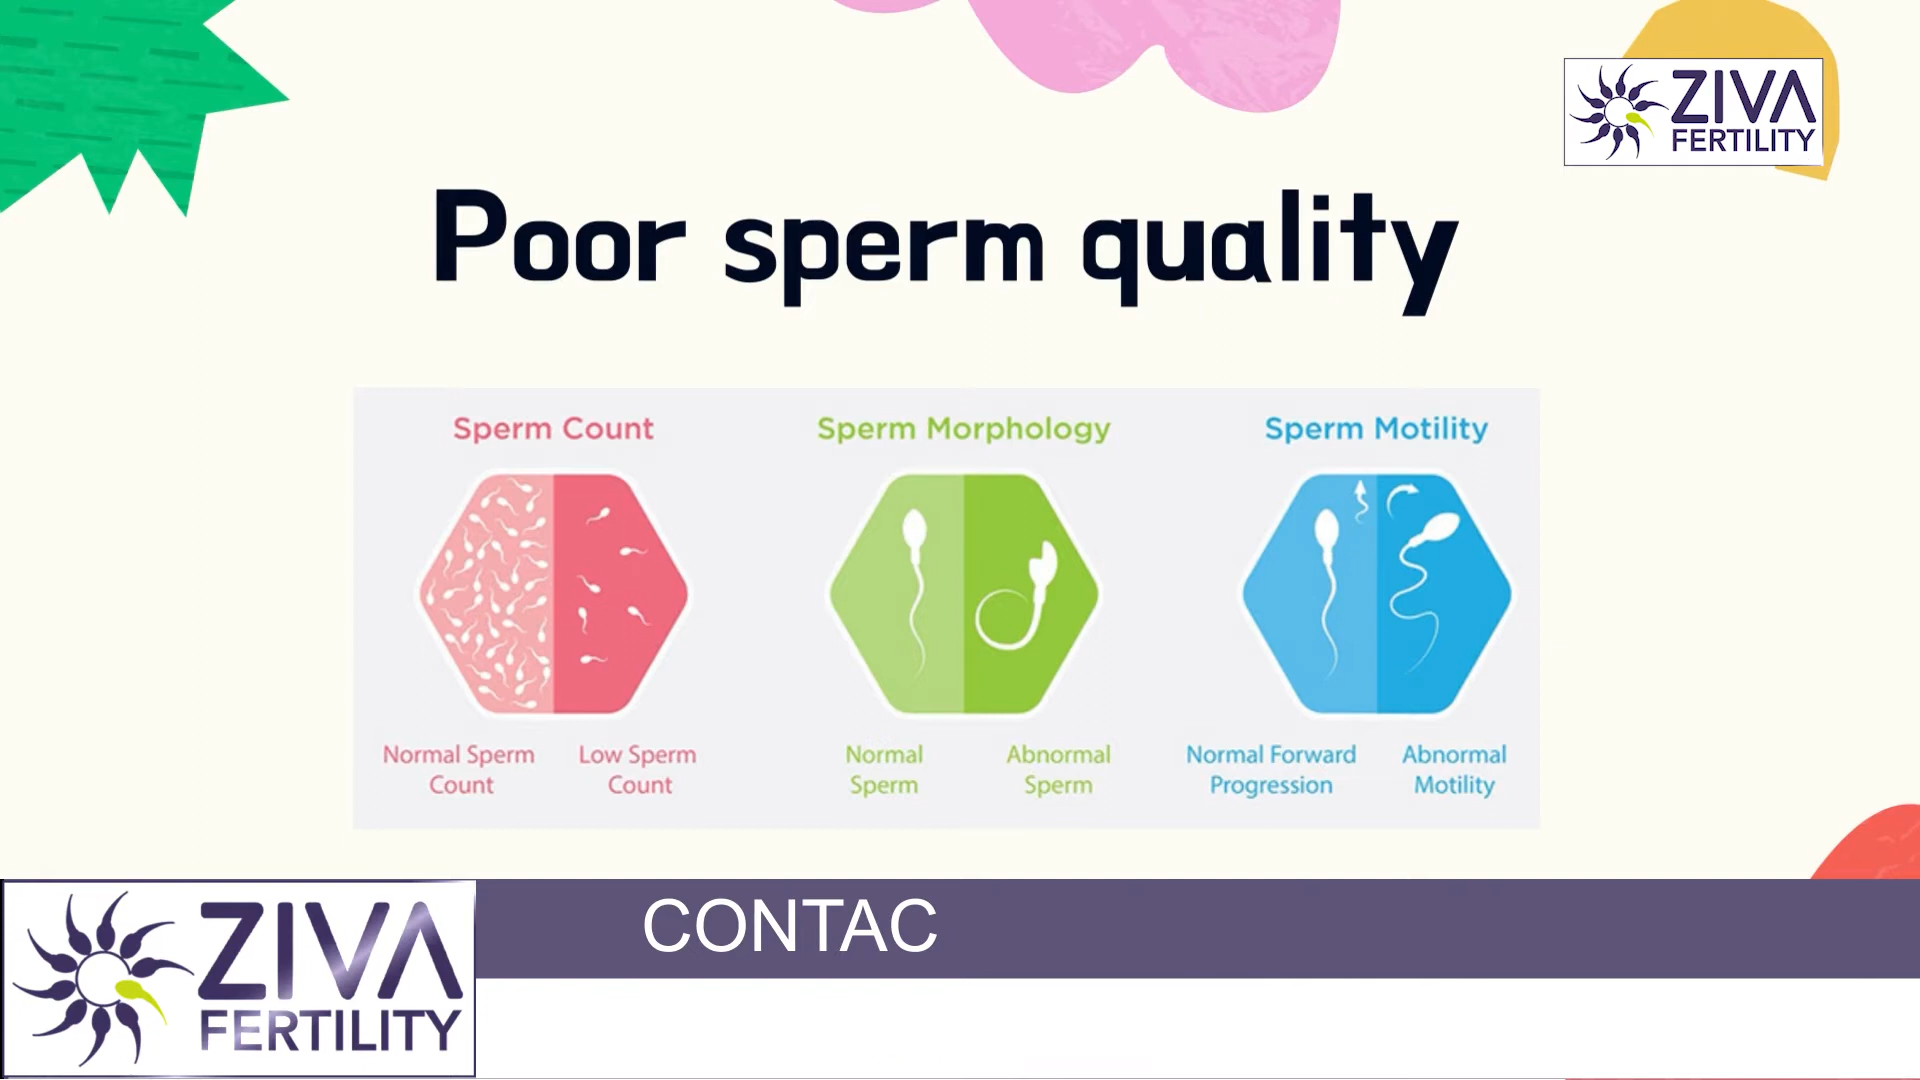 ZIVA
FERTILITY
Poor sperm quality
Sperm Count
Sperm Morphology
Sperm Motility
Normal Sperm
Count
Low Sperm
Count
Normal
Sperm
Abnormal
Sperm
Normal Forward
Progression
Abnormal
Motility
ZIVA
FERTILITY
CONTAC